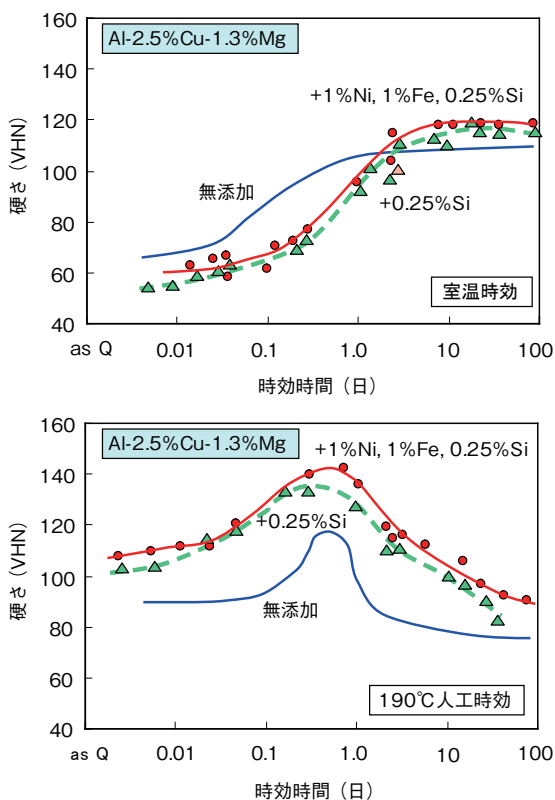 160
140
120
100
80
60
40
硬さ (VHN)
Al-2.5%Cu-1.3%Mg
+1%Ni, 1%Fe, 0.25%Si
無添加
+0.25%Si
室温時効
as Q 0.01 0.1 1.0 10 100
時効時間（日）
160
140
120
100
80
60
40
硬さ (VHN)
Al-2.5%Cu-1.3%Mg
+1%Ni, 1%Fe, 0.25%Si
+0.25%Si
無添加
190℃人工時効
as Q 0.01 0.1 1.0 10 100
時効時間（日）